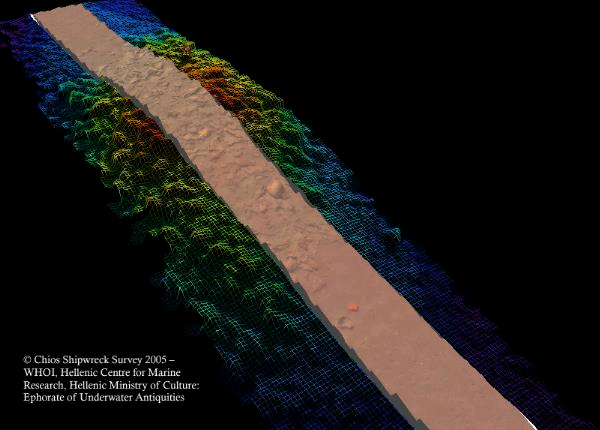 © Chios Shipwreck Survey 2005 –
WHOI, Hellenic Centre for Marine
Research, Hellenic Ministry of Culture:
Ephorate of Underwater Antiquities